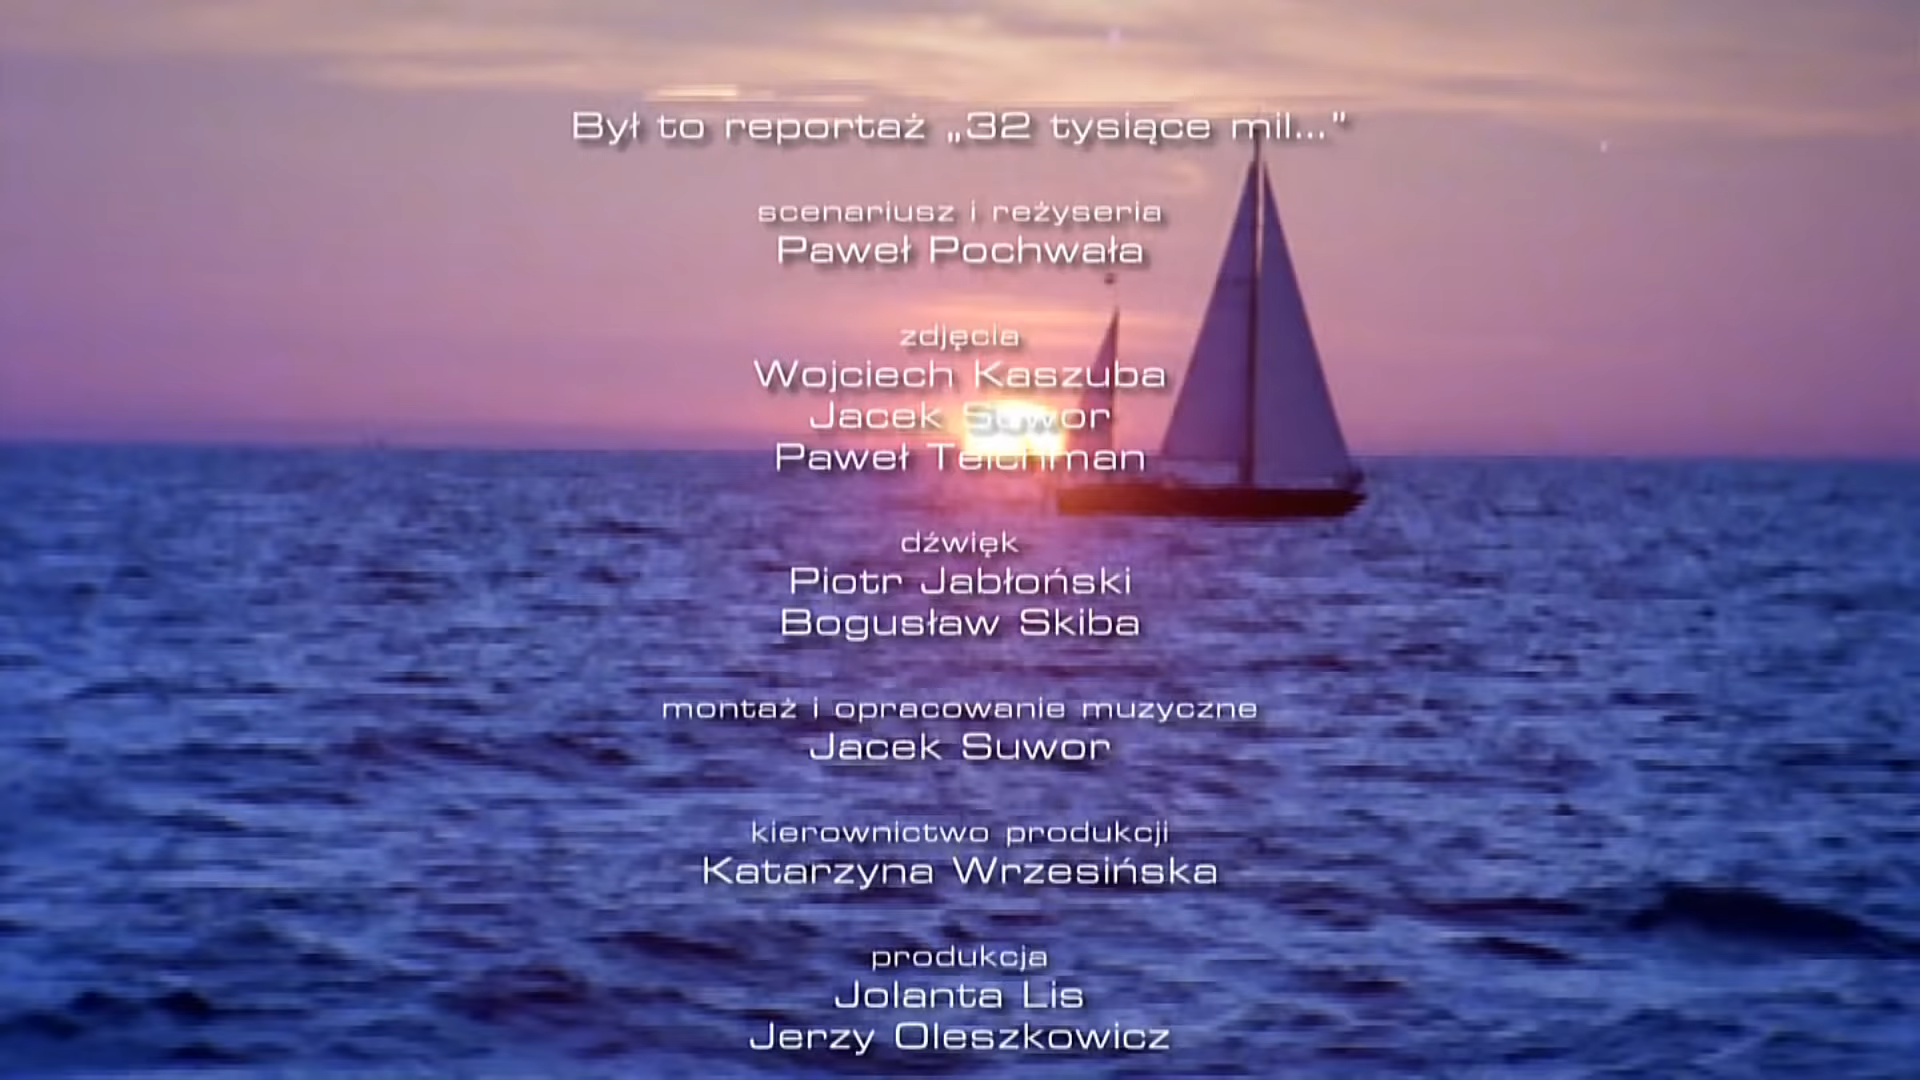 Był to reportaż „32 tysiące mil..."
scenariusz i reżyseria
Paweł Pochwała
zdjęcia
Wojciech Kaszuba
Jacek Suwor
Paweł Teichman
dźwięk
Piotr Jabłoński
Bogusław Skiba
montaż i opracowanie muzyczne
Jacek Suwor
kierownictwo produkcji
Katarzyna Wrzesińska
produkcja
Jolanta Lis
Jerzy Oleszkowicz